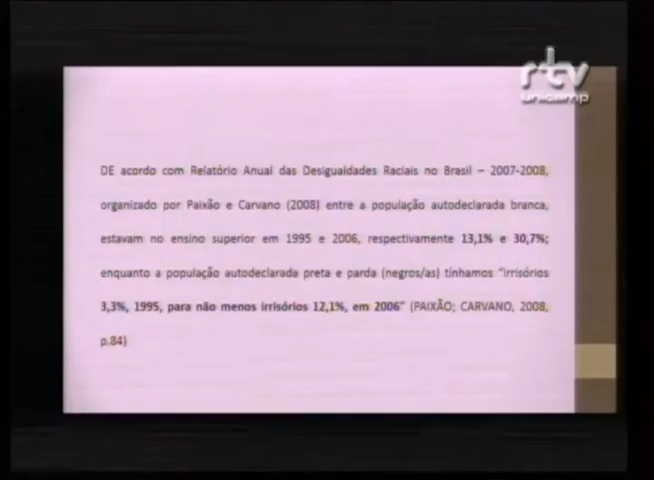 rtv
unicamp
DE acordo com Relatório Anual das Desigualdades Raciais no Brasil – 2007-2008,
organizado por Paixão e Carvano (2008) entre a população autodeclarada branca,
estavam no ensino superior em 1995 e 2006, respectivamente 13,1% e 30,7%;
enquanto a população autodeclarada preta e parda (negros/as) tínhamos "irrisórios
3,3%, 1995, para não menos irrisórios 12,1%, em 2006" (PAIXÃO; CARVANO, 2008,
p.84)